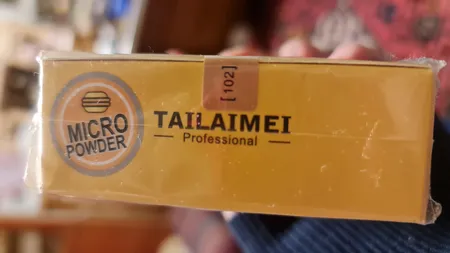 [102]
MICRO
POWDER
TAILAIMEI
Professional